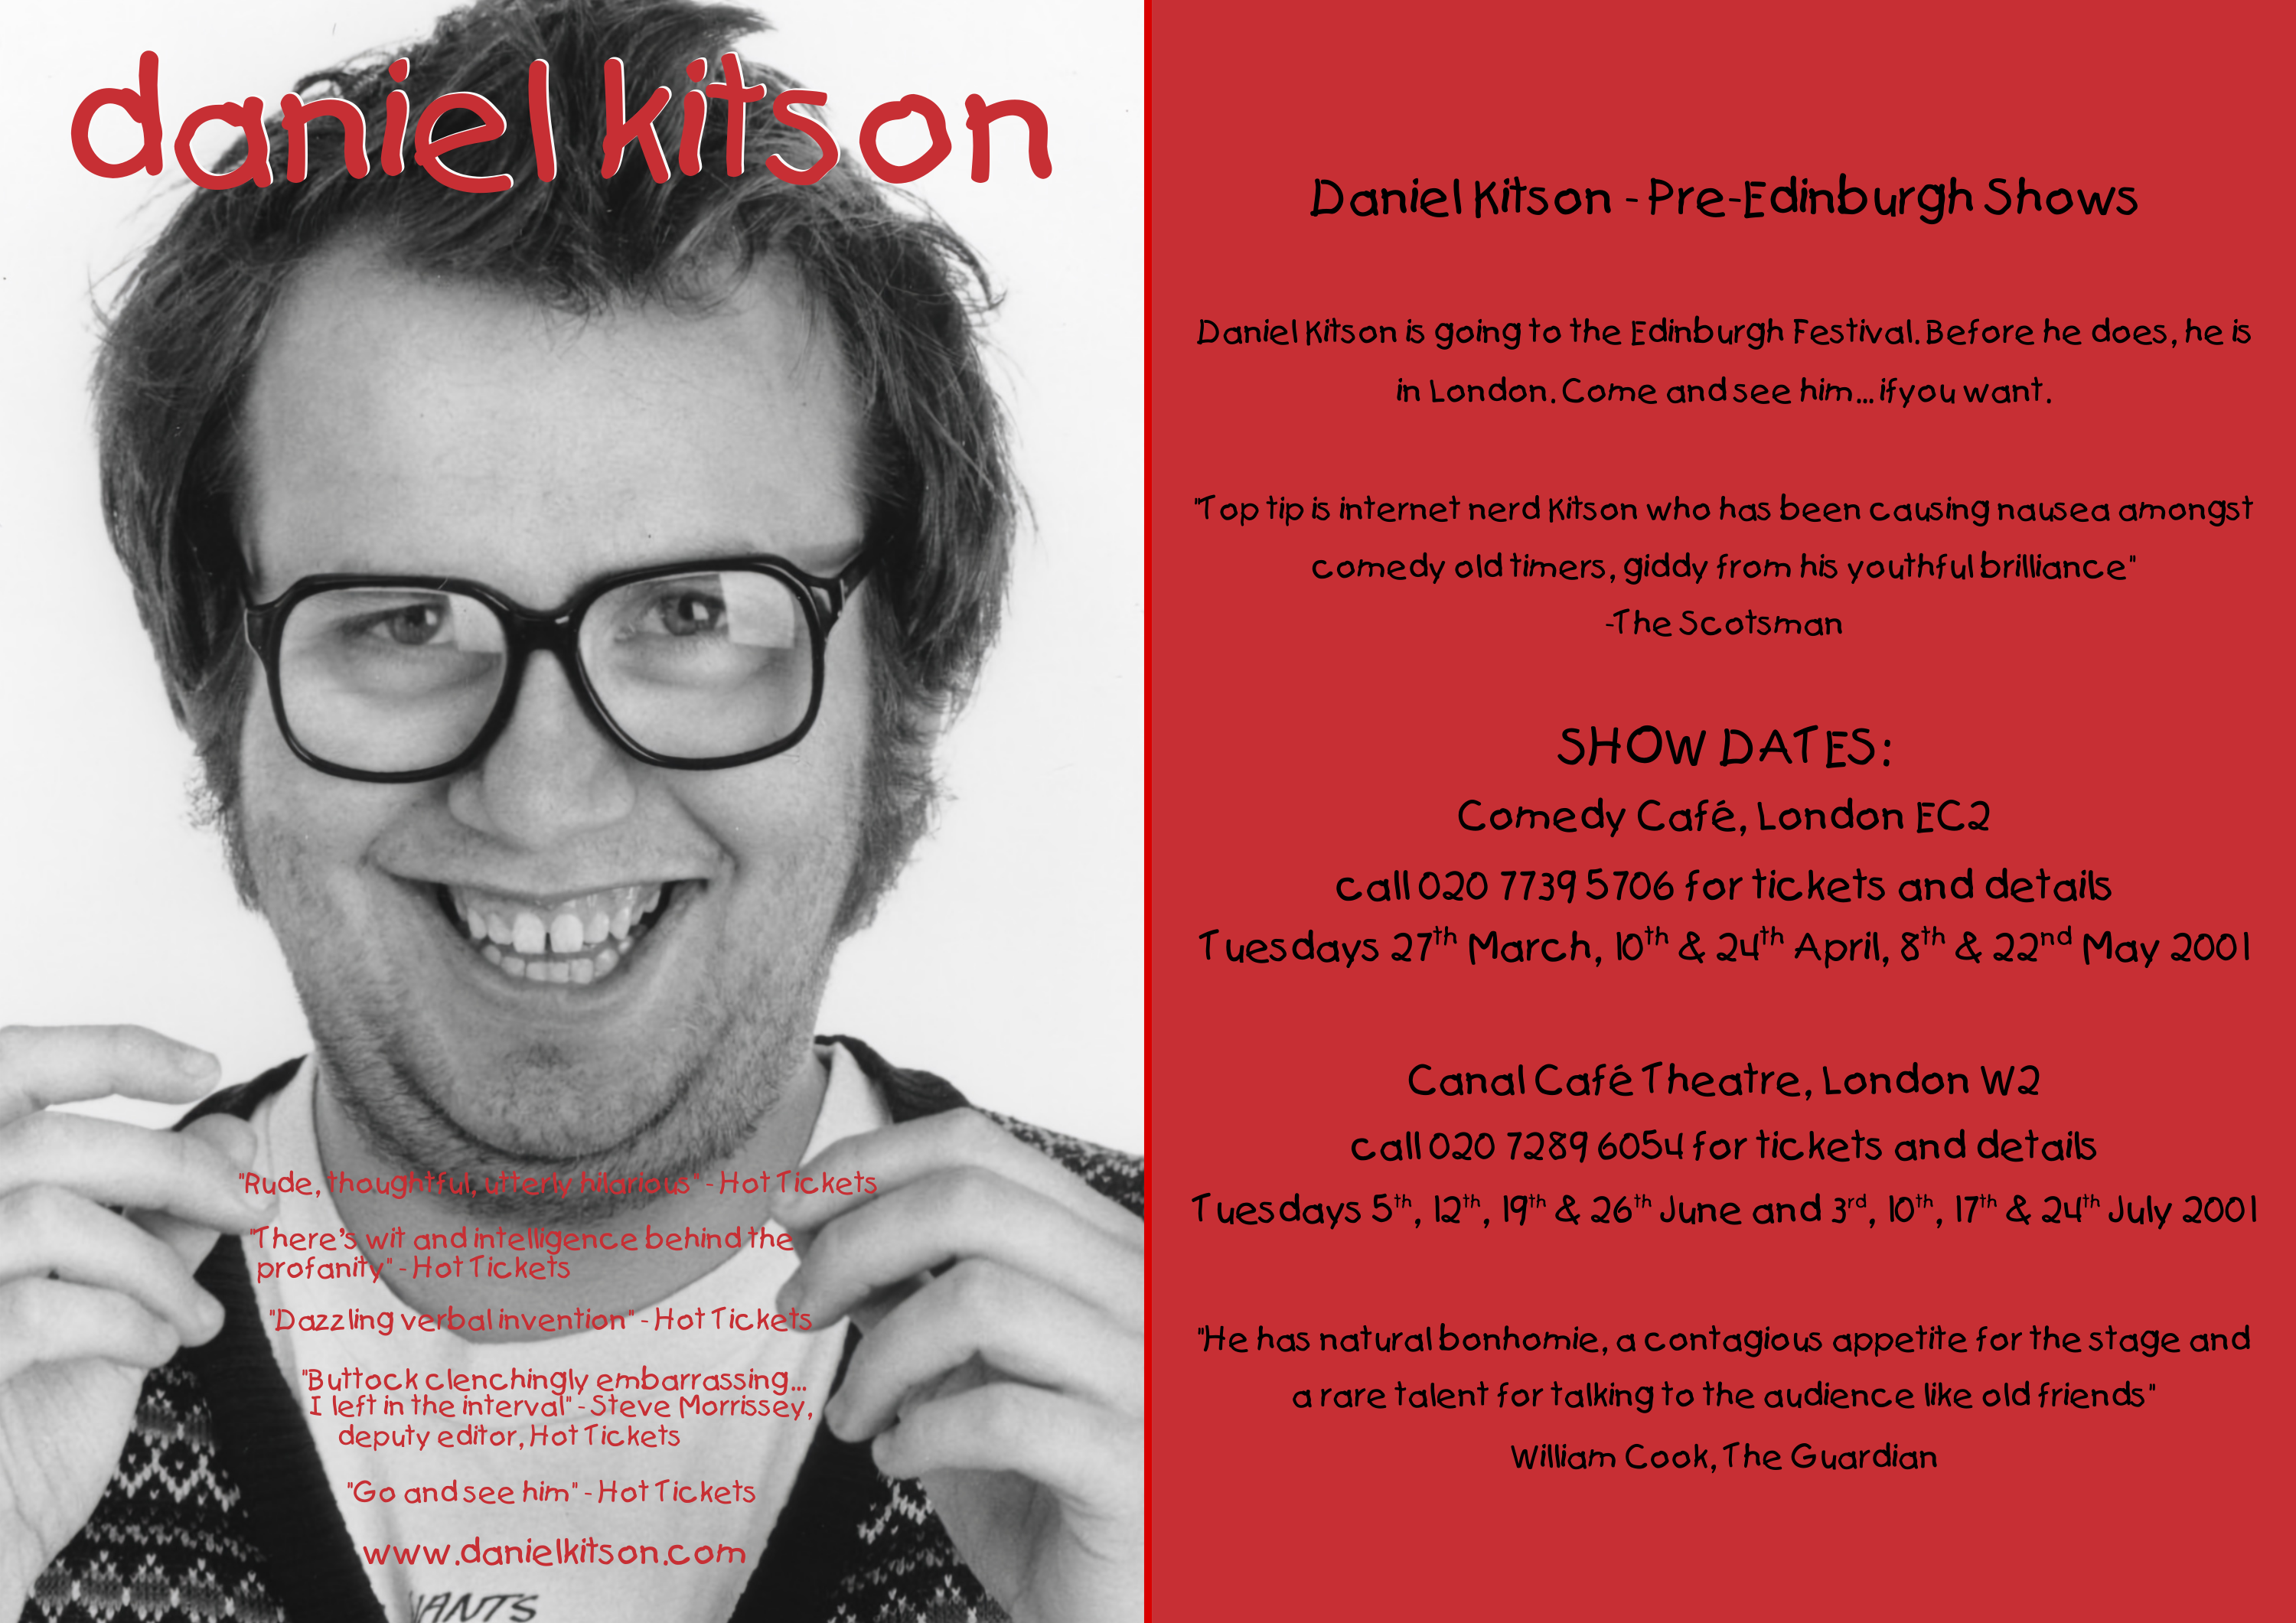 daniel kitson
"Rude, thoughtful, utterly hilarious" - Hot Tickets
"There's wit and intelligence behind the
profanity" - Hot Tickets
"Dazzling verbal invention" - Hot Tickets
"Buttock clenchingly embarrassing...
I left in the interval" - Steve Morrissey,
deputy editor, Hot Tickets
"Go and see him" - Hot Tickets
www.danielkitson.com
ANTS
Daniel Kitson - Pre-Edinburgh Shows
Daniel Kitson is going to the Edinburgh Festival. Before he does, he is
in London. Come and see him... if you want.
"Top tip is internet nerd Kitson who has been causing nausea amongst
comedy old timers, giddy from his youthful brilliance"
-The Scotsman
SHOW DATES:
Comedy Café, London EC2
call 020 7739 5706 for tickets and details
Tuesdays 27th March, 10th & 24th April, 8th & 22nd May 2001
Canal Café Theatre, London W2
call 020 7289 6054 for tickets and details
Tuesdays 5th, 12th, 19th & 26th June and 3rd, 10th, 17th & 24th July 2001
"He has natural bonhomie, a contagious appetite for the stage and
a rare talent for talking to the audience like old friends"
William Cook, The Guardian